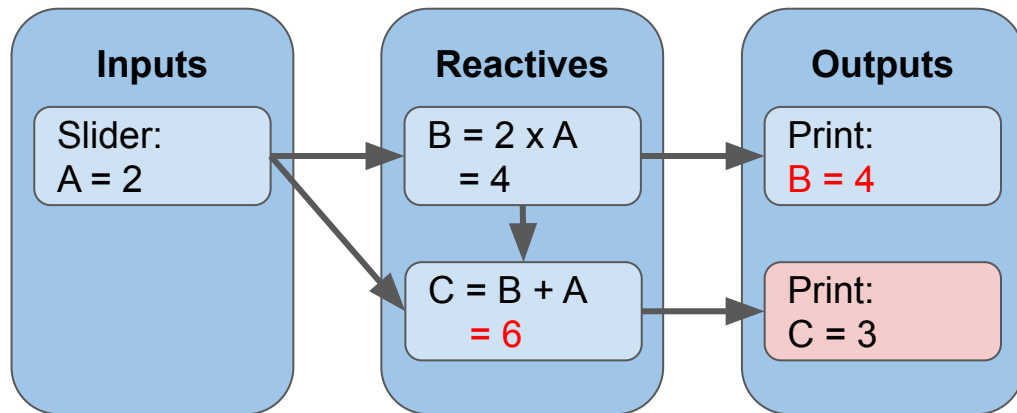 Inputs
Slider:
A = 2
Reactives
B = 2 x A
= 4
C = B + A
= 6
Outputs
Print:
B = 4
Print:
C = 3